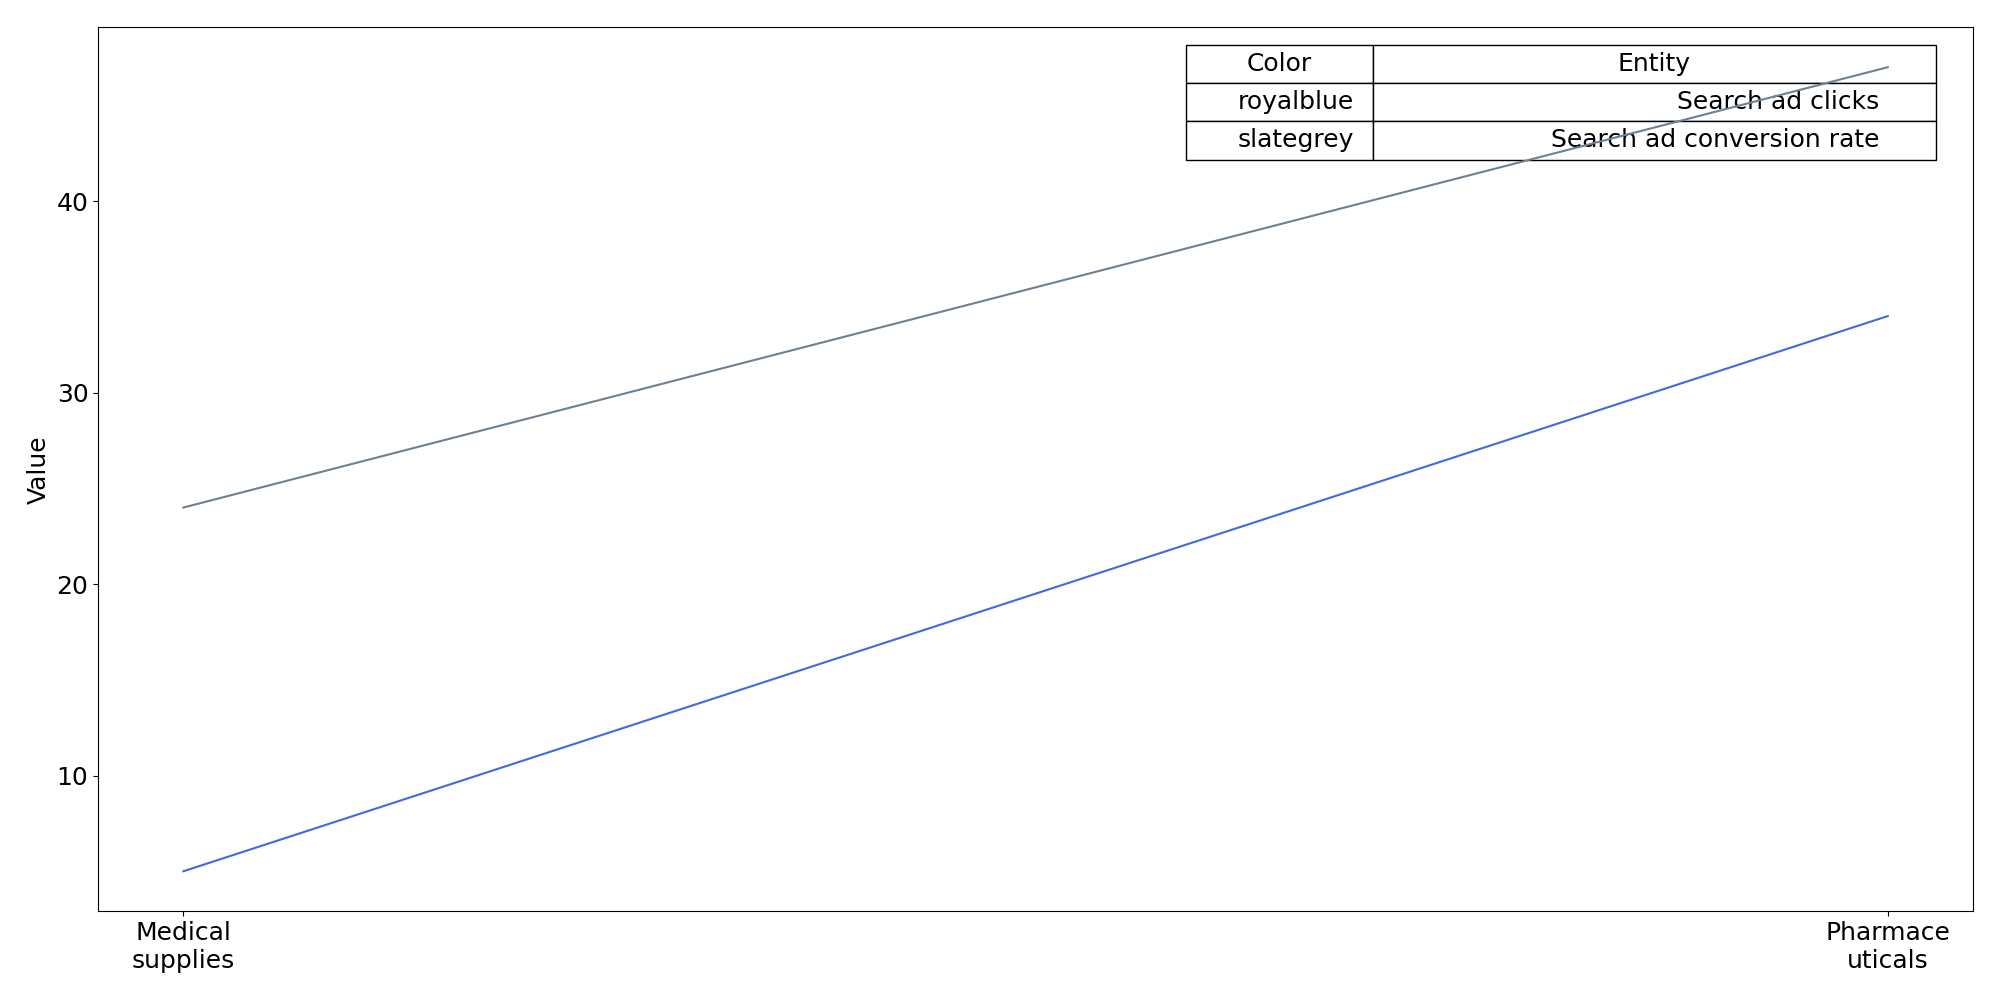 Color Entity
royalblue Search ad clicks
slategrey Search ad conversion rate
Value
40
30
20
10
Medical
supplies
Pharmace
uticals